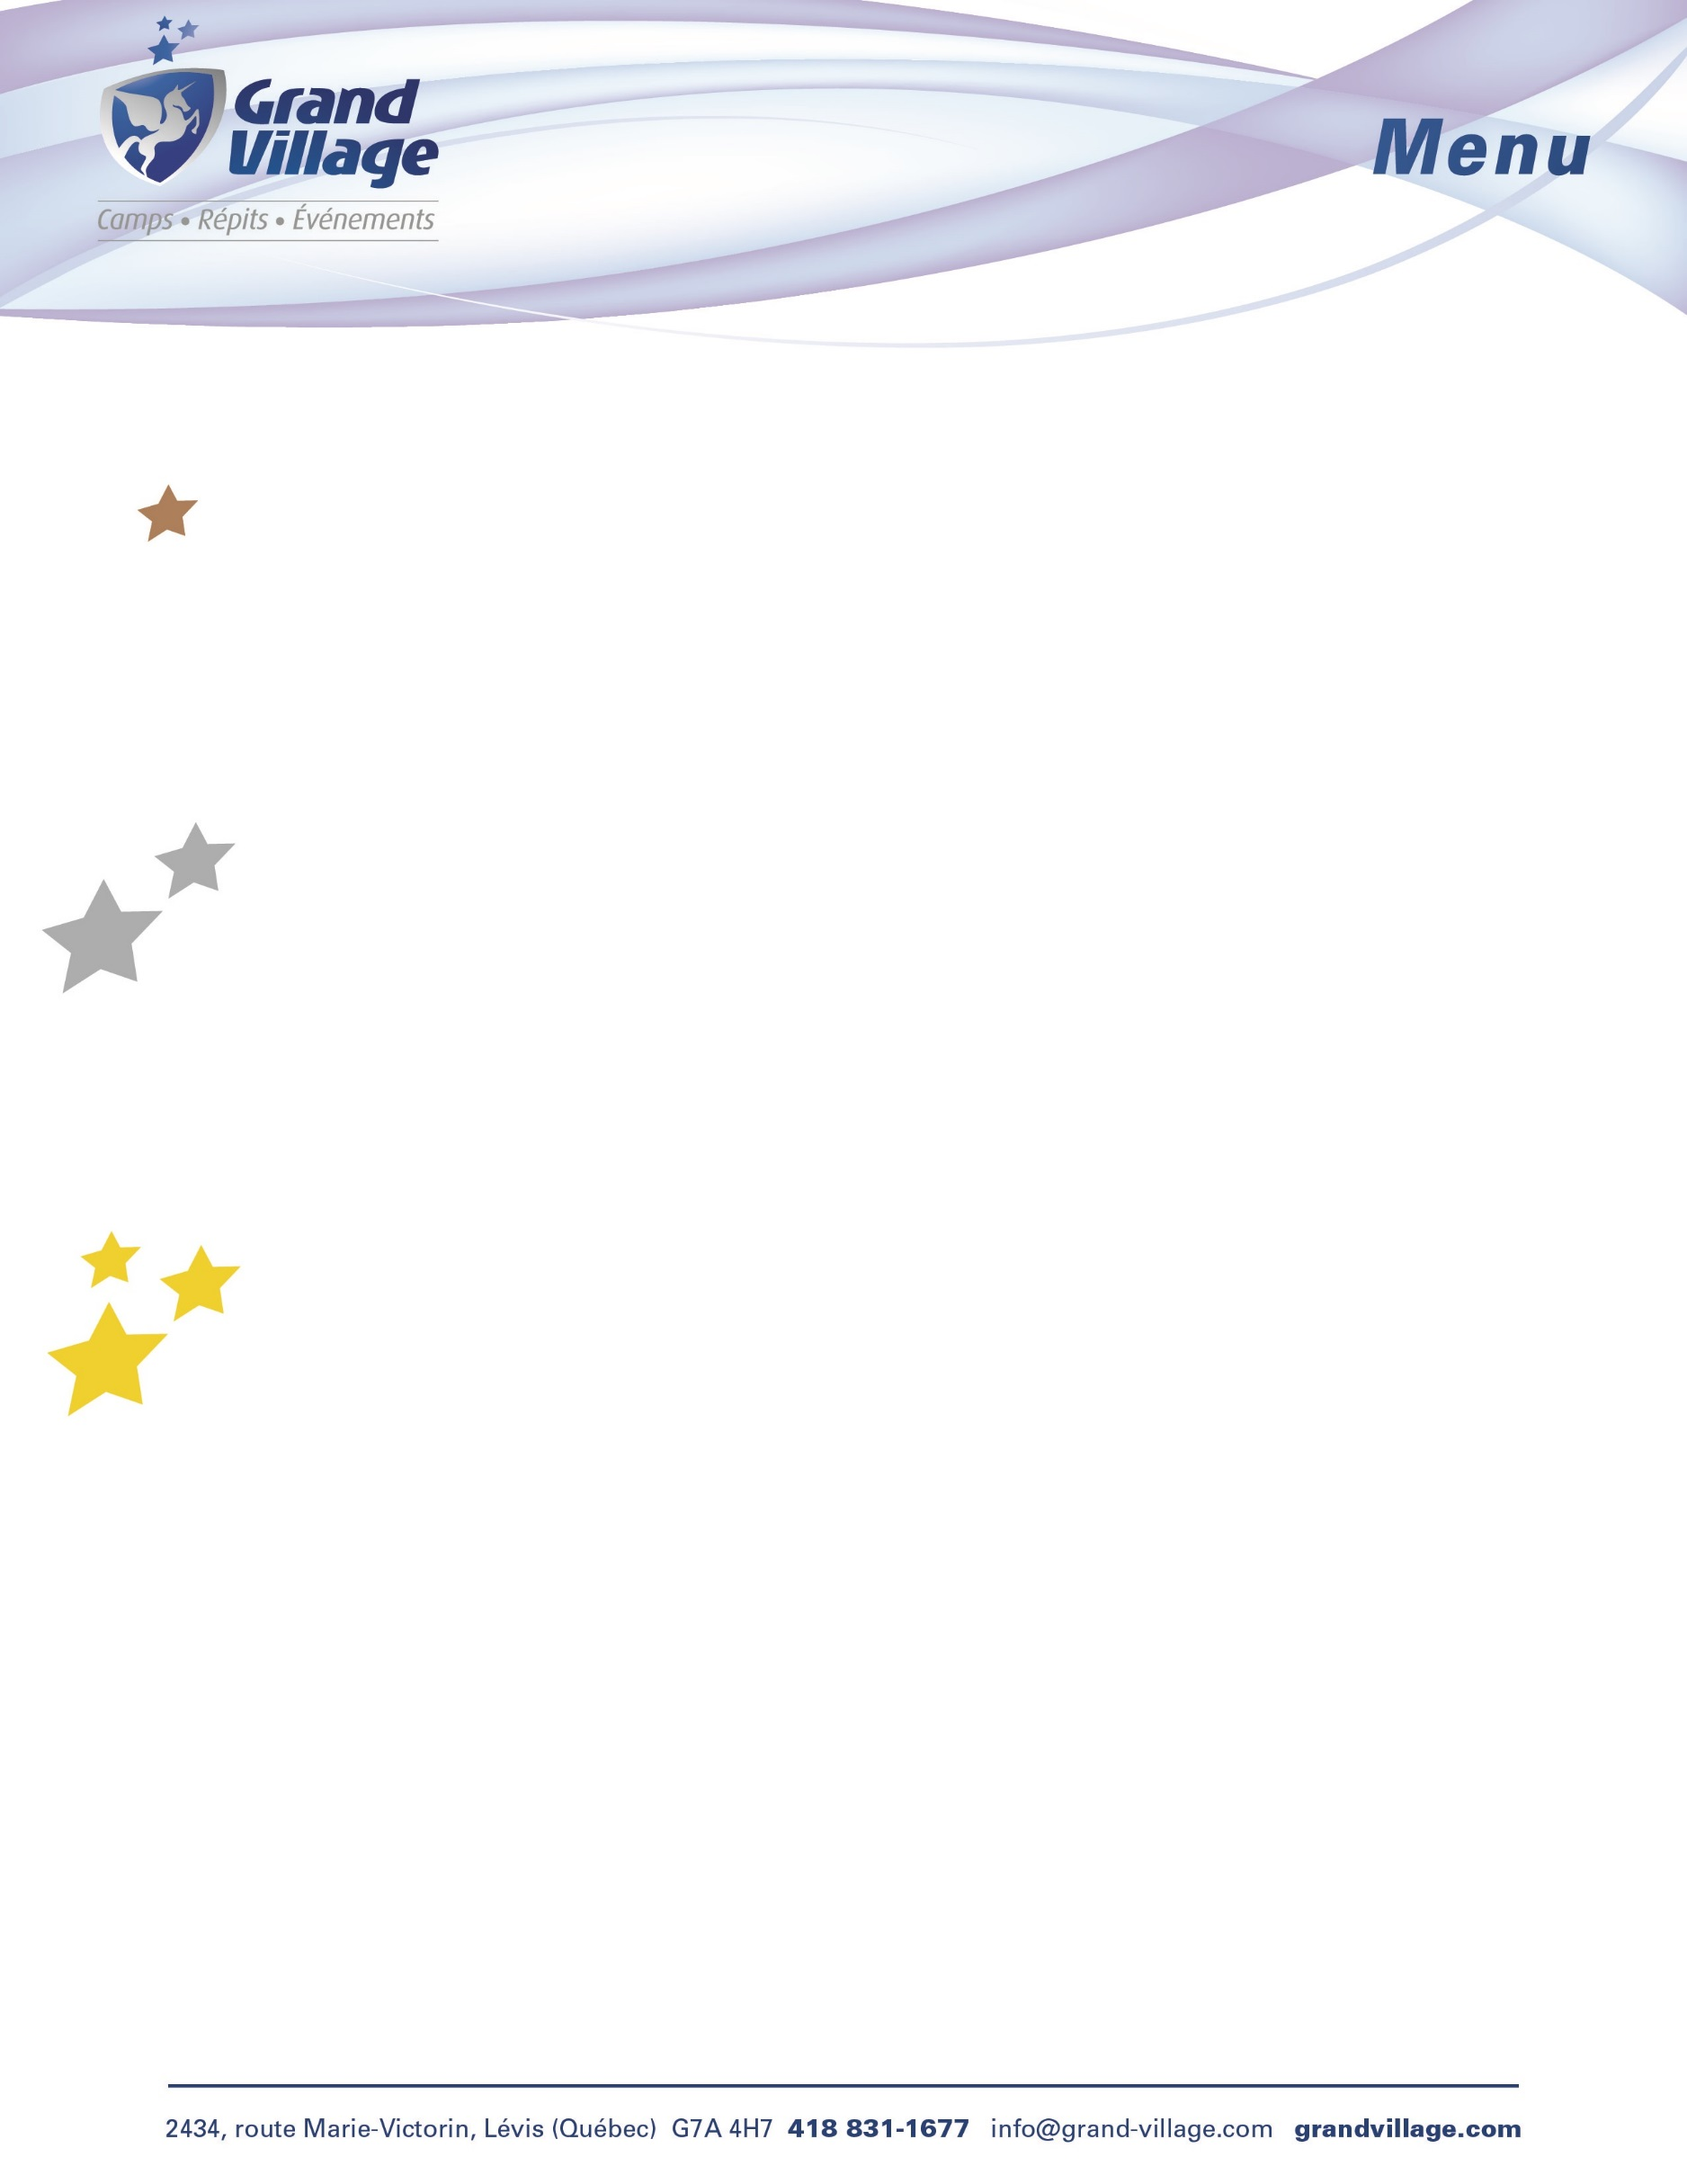 Grand
Village
Camps • Répits • Événements
Menu
2434, route Marie-Victorin, Lévis (Québec) G7A 4H7 418 831-1677 info@grand-village.com grandvillage.com